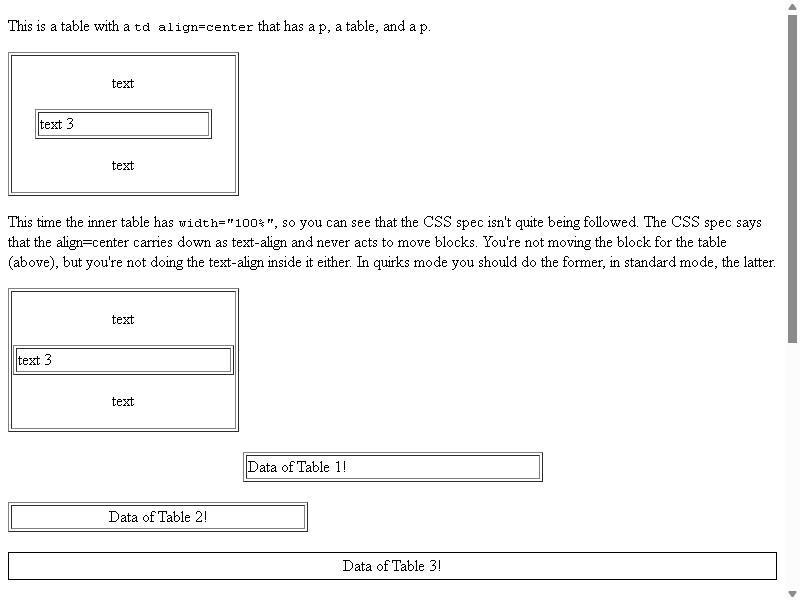 This is a table with a td align=center that has a p, a table, and a p.
text
text 3
text
This time the inner table has width="100%", so you can see that the CSS spec isn't quite being followed. The CSS spec says
that the align=center carries down as text-align and never acts to move blocks. You're not moving the block for the table
(above), but you're not doing the text-align inside it either. In quirks mode you should do the former, in standard mode, the latter.
text
text 3
text
Data of Table 1!
Data of Table 2!
Data of Table 3!